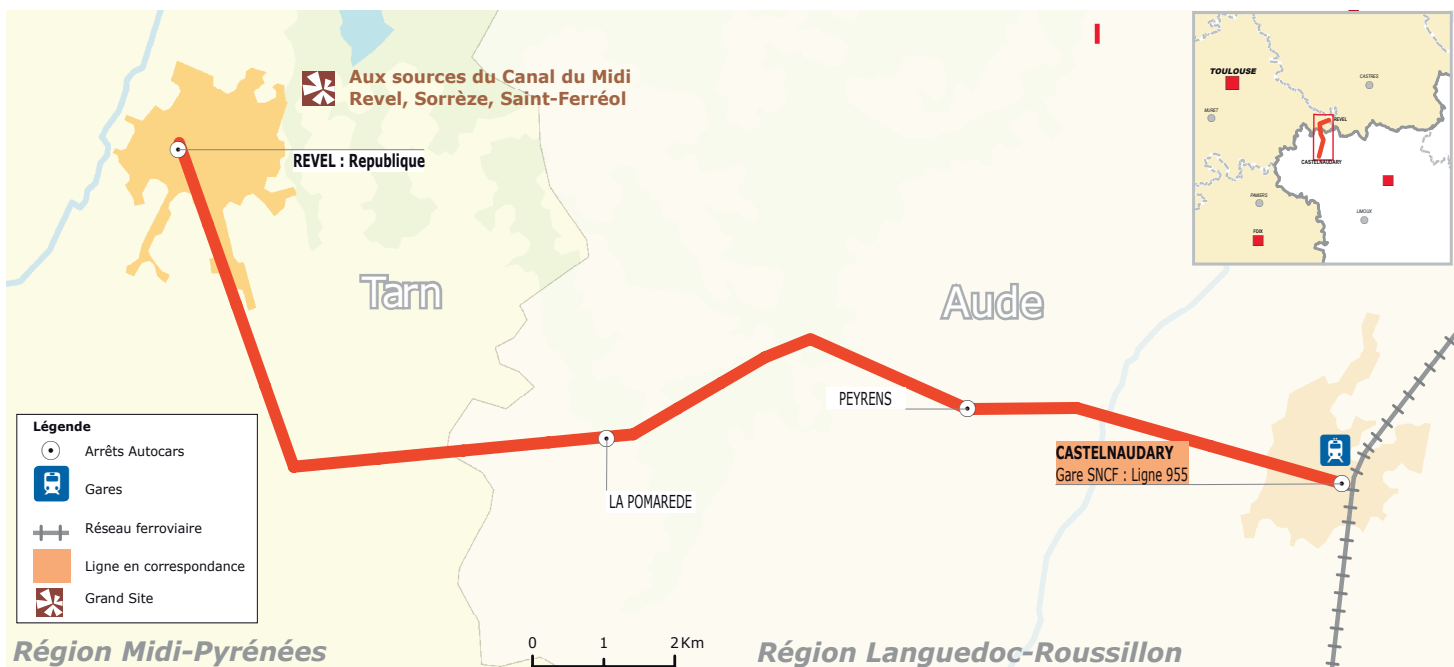 Aux sources du Canal du Midi
Revel, Sorrèze, Saint-Ferréol
REVEL : Republique
Tarn
Aude
PEYRENS
LA POMAREDE
CASTELNAUDARY
Gare SNCF : Ligne 955
TOULOUSE
CASTRES
MURET
REVEL
CASTELNAUDARY
PAMIERS
LIMOUX
FOIX
Légende
Arrêts Autocars
Gares
Réseau ferroviaire
Ligne en correspondance
Grand Site
Région Midi-Pyrénées
0 1 2 Km
Région Languedoc-Roussillon